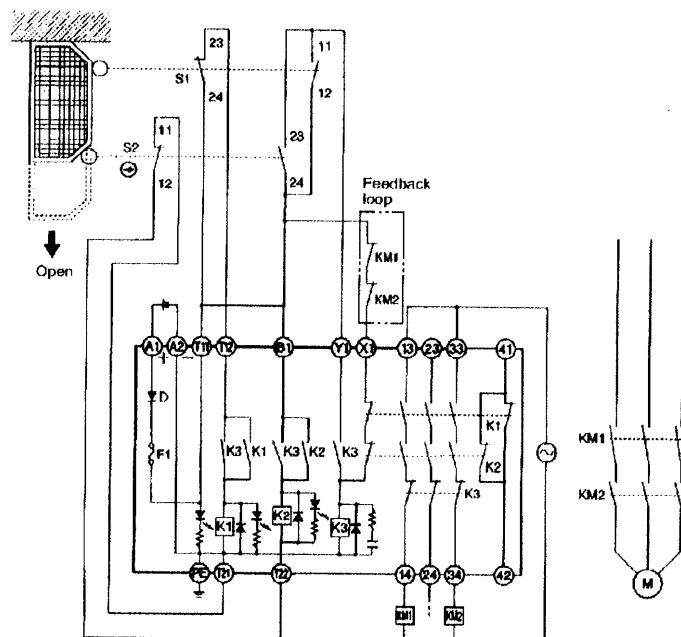 23
11
S1
24
12
11
S2
12
23
24
Feedback
loop
Open
KM1
KM2
A1 A2 T11 T12 B1 Y1 X1 13 23 33 41
+ -
D
F1
K3 K1 K3 K2 K3
K1
K2
K3
K1 K2 K3
KM1
KM2
PE T21 T22 14 24 34 42
M
KM1 KM2